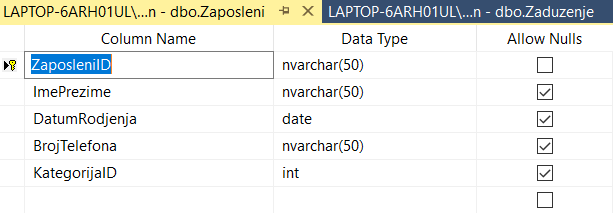 LAPTOP-6ARH01UL\...n - dbo.Zaposleni LAPTOP-6ARH01UL\...n - dbo.Zaduzenje
Column Name Data Type Allow Nulls
ZaposleniID nvarchar(50)
ImePrezime nvarchar(50)
DatumRodjenja date
BrojTelefona nvarchar(50)
KategorijaID int